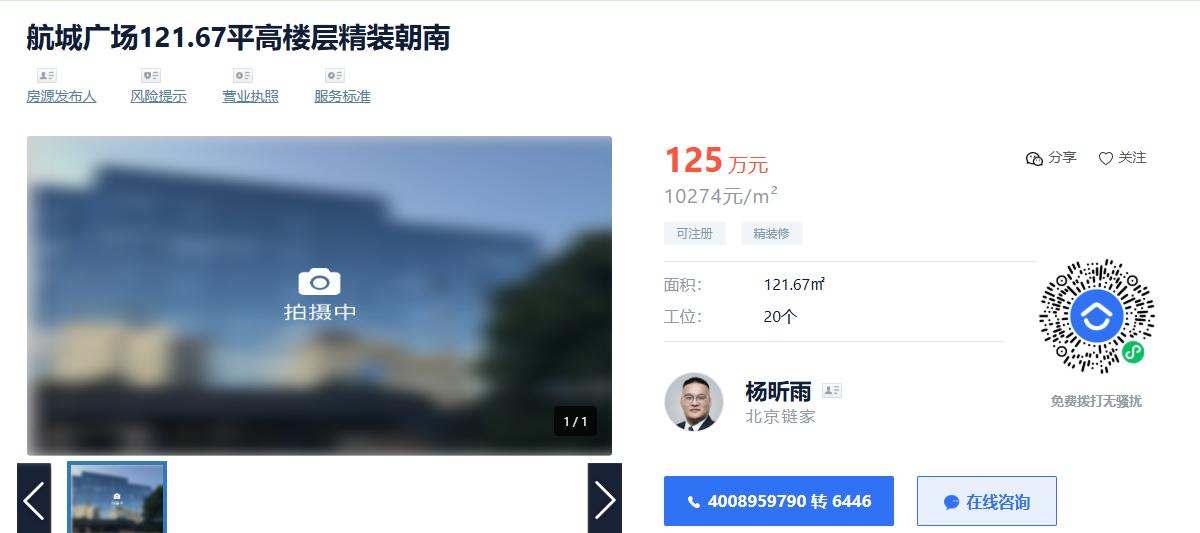 航城广场121.67平高楼层精装朝南
房源发布人 风险提示 营业执照 服务标准
拍摄中
1 / 1
125 万元
分享 关注
10274元/m²
可注册 精装修
面积: 121.67㎡
工位: 20个
杨昕雨
北京链家
免费拨打无骚扰
4008959790 转 6446
在线咨询